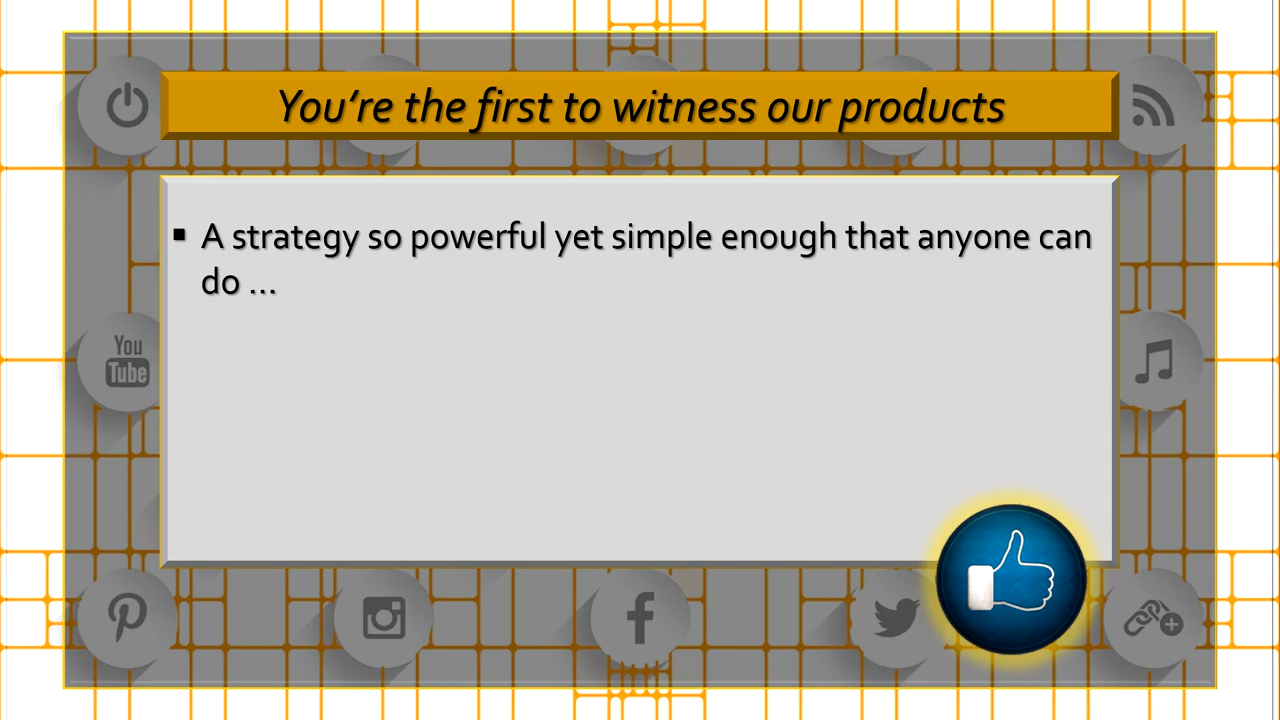 You’re the first to witness our products
▪ A strategy so powerful yet simple enough that anyone can
do …
You
Tube